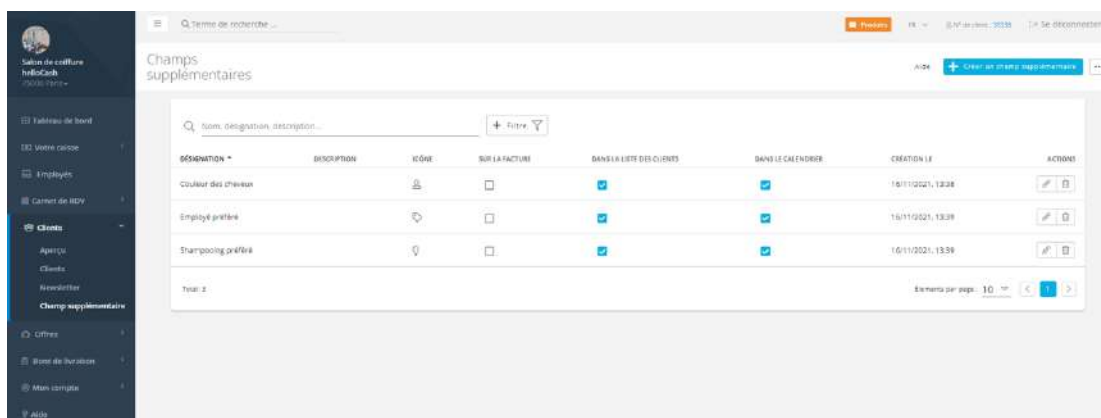 Terme de recherche ...
Produits
FR
Se déconnecter
Salon de coiffure
helloCash
75000 Paris
Champs
supplémentaires
Aide
Créer un champ supplémentaire
Tableau de bord
Votre caisse
Employés
Carnet de RDV
Clients
Aperçu
Clients
Newsletter
Champ supplémentaire
Offres
Bons de livraison
Mon compte
Aide
Nom, désignation, description...
+ Filtre
DÉSIGNATION DESCRIPTION ICÔNE SUR LA FACTURE DANS LA LISTE DES CLIENTS DANS LE CALENDRIER CRÉATION LE ACTIONS
Couleur des cheveux 16/11/2021, 13:38
Employé préféré 16/11/2021, 13:39
Shampooing préféré 16/11/2021, 13:39
Total: 3
Éléments par page: 10 1